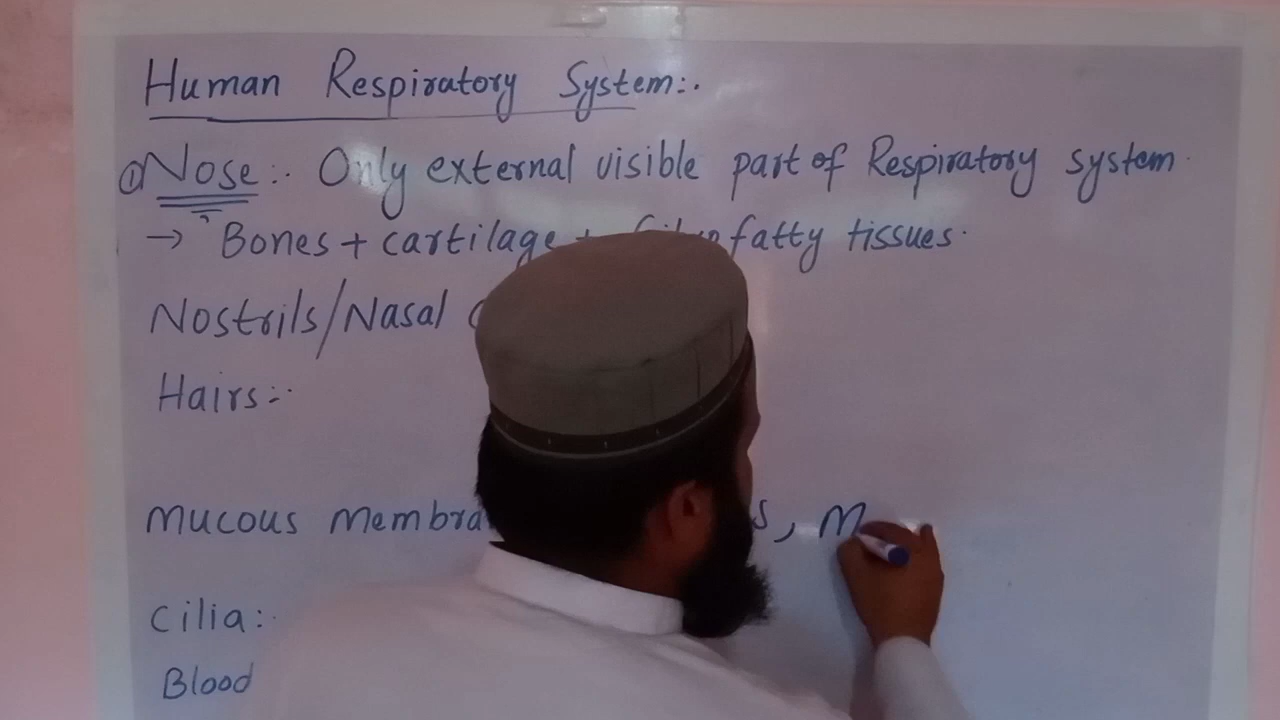 Human Respiratory System:.
① Nose:. Only external visible part of Respiratory system.
→ Bones + cartilage + fatty tissues.
Nostrils/Nasal
Hairs:-
Mucous Membra s, M
Cilia:.
Blood